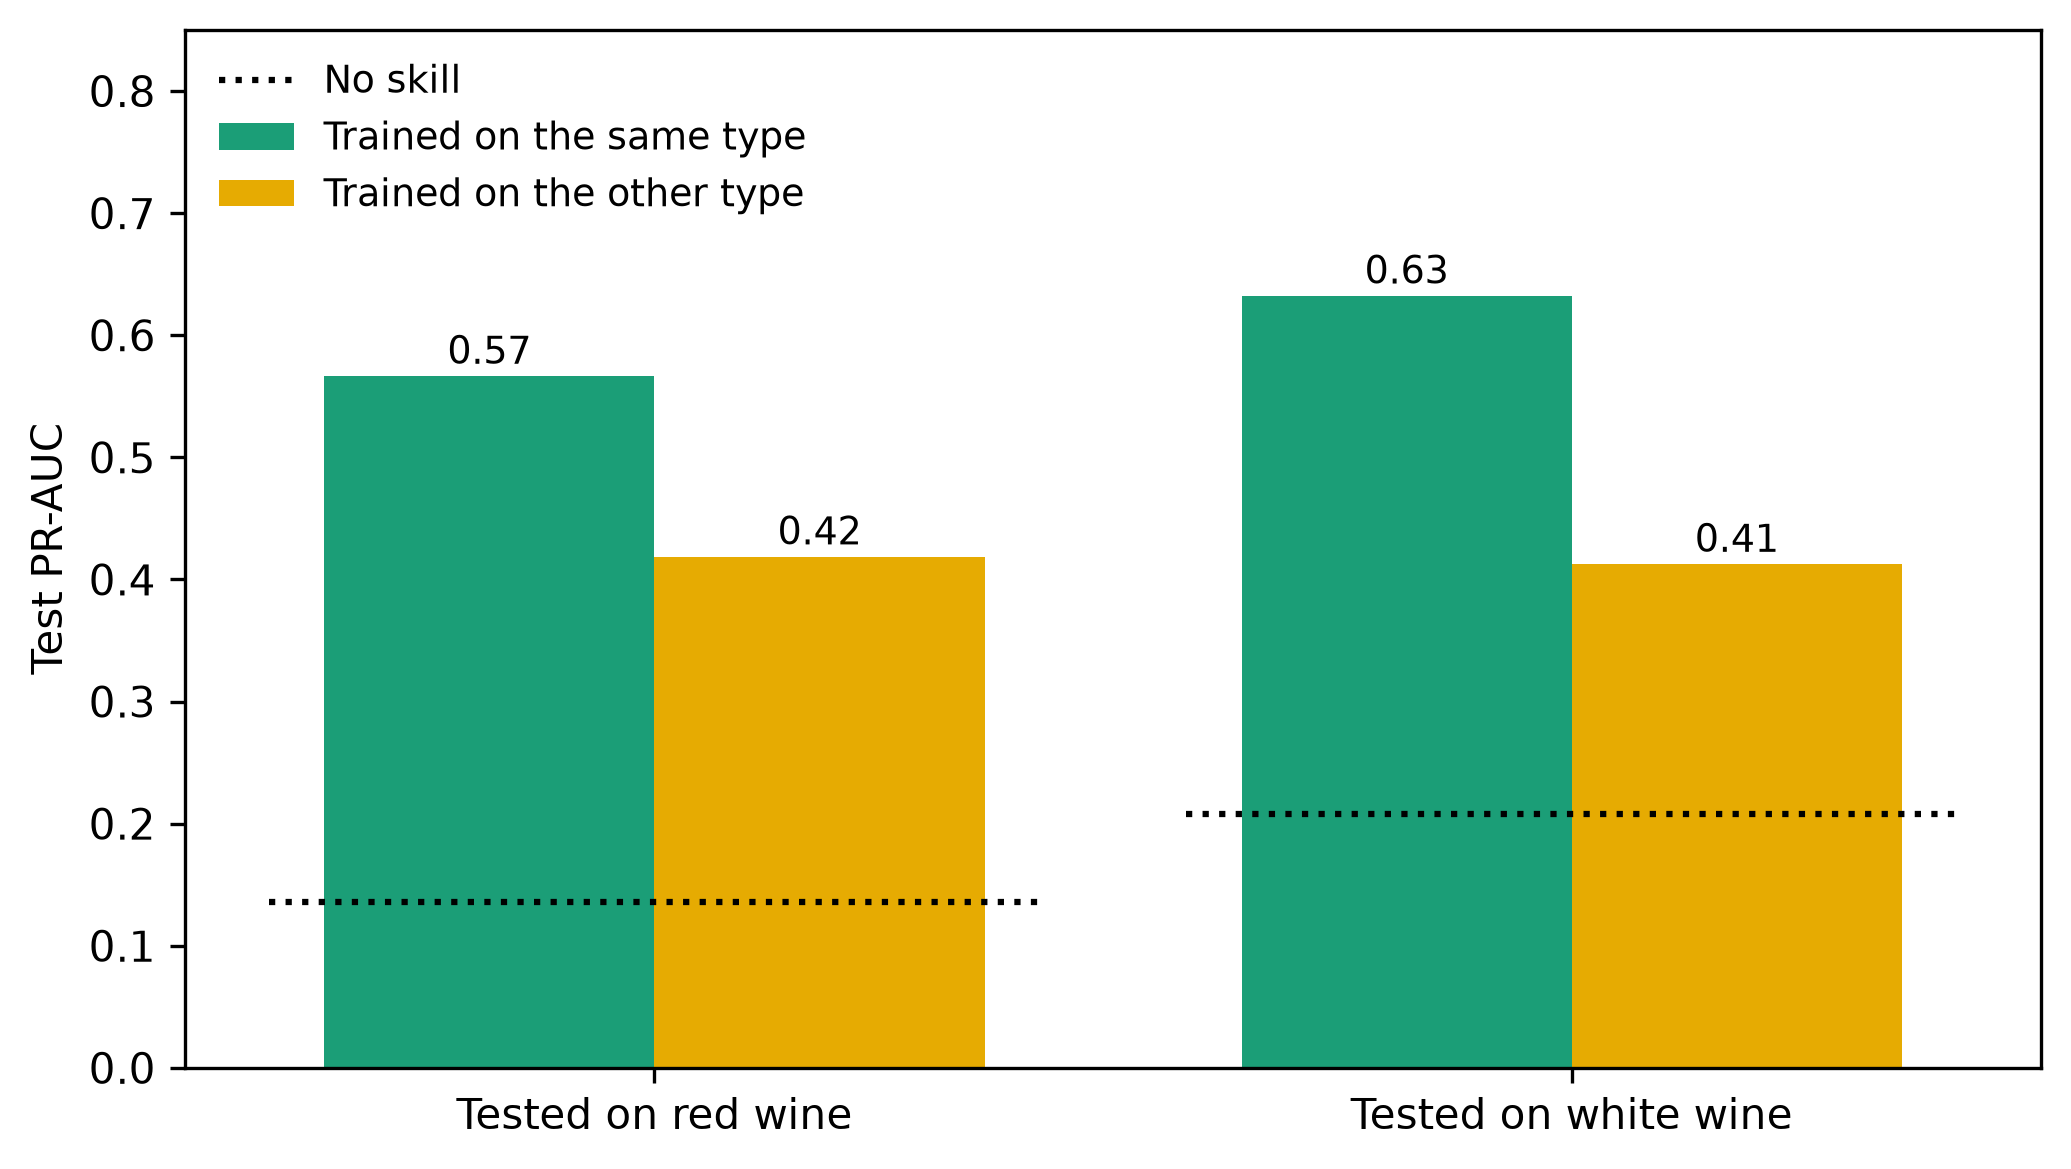 No skill
Trained on the same type
Trained on the other type
Test PR-AUC
0.8
0.7
0.6
0.5
0.4
0.3
0.2
0.1
0.0
0.57
0.42
0.63
0.41
Tested on red wine
Tested on white wine